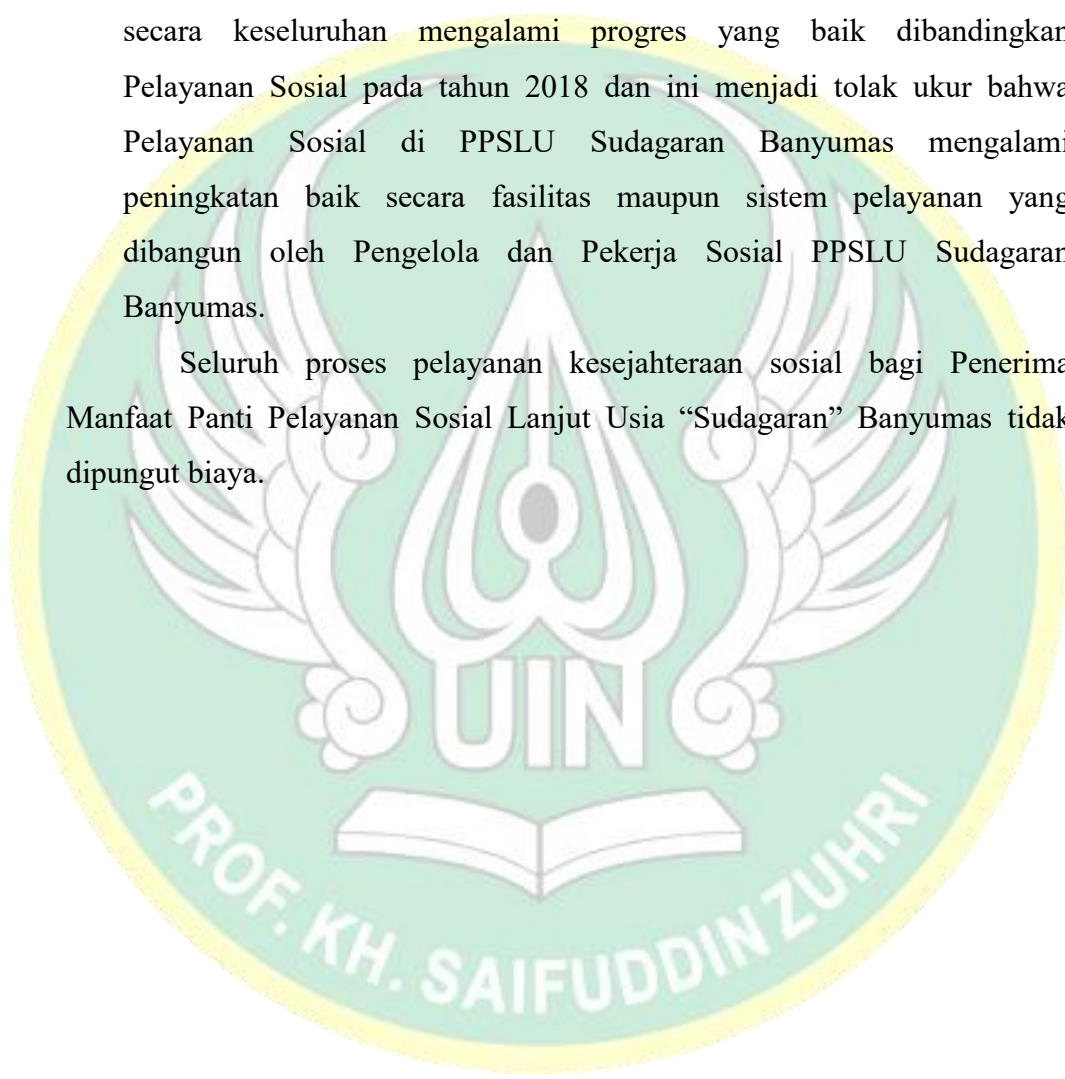 secara keseluruhan mengalami progres yang baik dibandingkan
Pelayanan Sosial pada tahun 2018 dan ini menjadi tolak ukur bahwa
Pelayanan Sosial di PPSLU Sudagaran Banyumas mengalami
peningkatan baik secara fasilitas maupun sistem pelayanan yang
dibangun oleh Pengelola dan Pekerja Sosial PPSLU Sudagaran
Banyumas.
Seluruh proses pelayanan kesejahteraan sosial bagi Penerima
Manfaat Panti Pelayanan Sosial Lanjut Usia “Sudagaran” Banyumas tidak
dipungut biaya.
UIN
PROF. KH. SAIFUDDIN ZUHRI